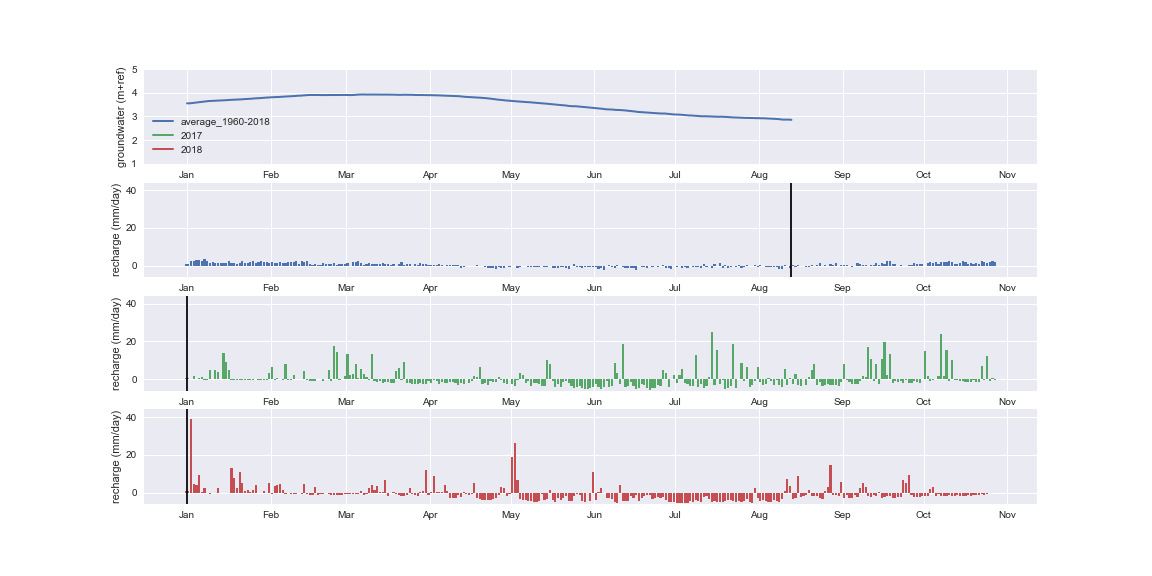 groundwater (m+ref)
5
4
3
2
1
average_1960-2018
2017
2018
Jan Feb Mar Apr May Jun Jul Aug Sep Oct Nov
recharge (mm/day)
40
20
0
Jan Feb Mar Apr May Jun Jul Aug Sep Oct Nov
recharge (mm/day)
40
20
0
Jan Feb Mar Apr May Jun Jul Aug Sep Oct Nov
recharge (mm/day)
40
20
0
Jan Feb Mar Apr May Jun Jul Aug Sep Oct Nov